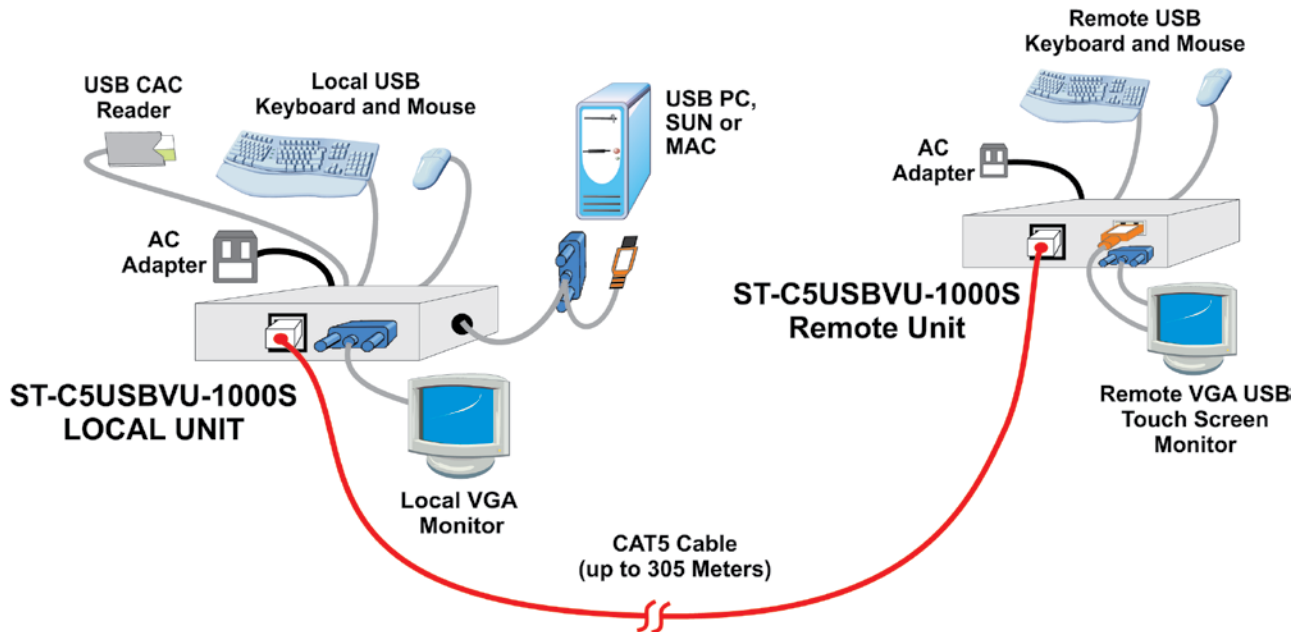 Remote USB
Keyboard and Mouse
USB CAC
Reader
Local USB
Keyboard and Mouse
USB PC,
SUN or
MAC
AC
Adapter
AC
Adapter
ST-C5USBVU-1000S
Remote Unit
ST-C5USBVU-1000S
LOCAL UNIT
Remote VGA USB
Touch Screen
Monitor
Local VGA
Monitor
CAT5 Cable
(up to 305 Meters)